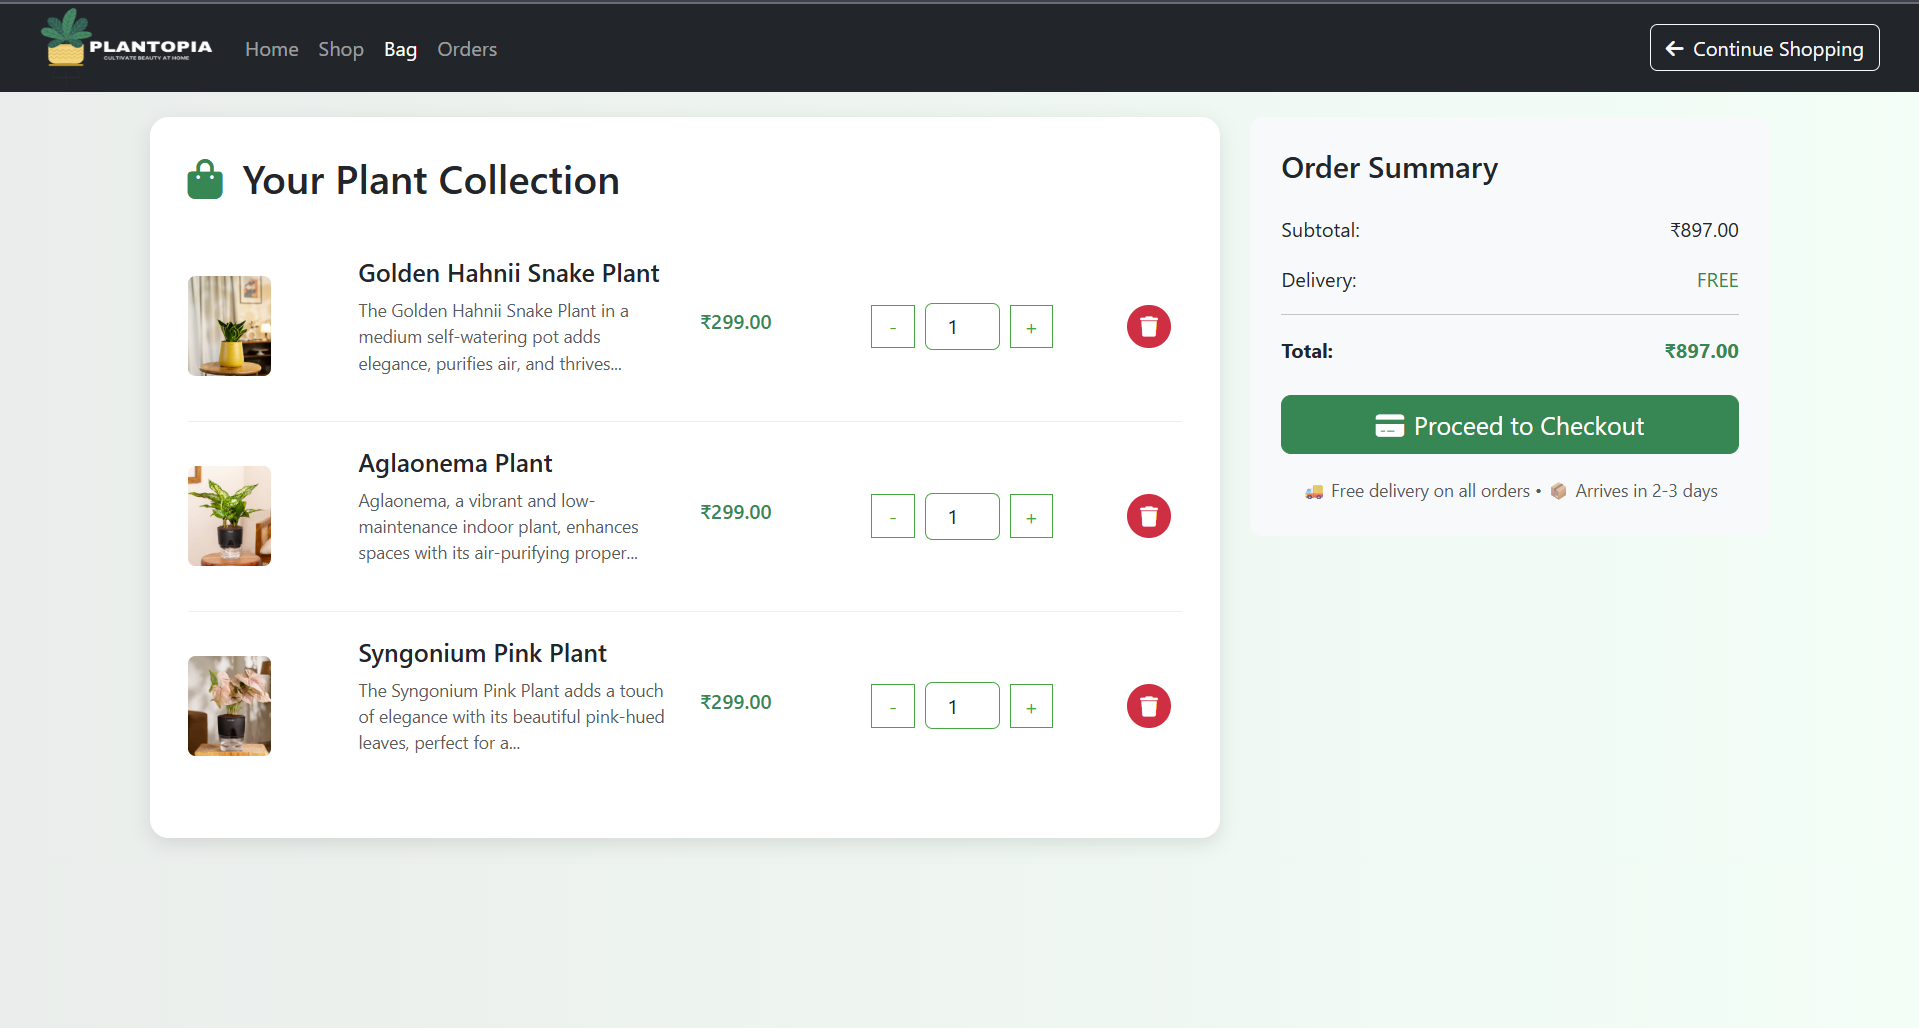 PLANTOPIA
CULTIVATE BEAUTY AT HOME
Home Shop Bag Orders
← Continue Shopping
Your Plant Collection
Golden Hahnii Snake Plant
The Golden Hahnii Snake Plant in a
medium self-watering pot adds
elegance, purifies air, and thrives...
₹299.00
- 1 +
Aglaonema Plant
Aglaonema, a vibrant and low-
maintenance indoor plant, enhances
spaces with its air-purifying proper...
₹299.00
- 1 +
Syngonium Pink Plant
The Syngonium Pink Plant adds a touch
of elegance with its beautiful pink-hued
leaves, perfect for a...
₹299.00
- 1 +
Order Summary
Subtotal: ₹897.00
Delivery: FREE
Total: ₹897.00
Proceed to Checkout
🚚 Free delivery on all orders • 📦 Arrives in 2-3 days